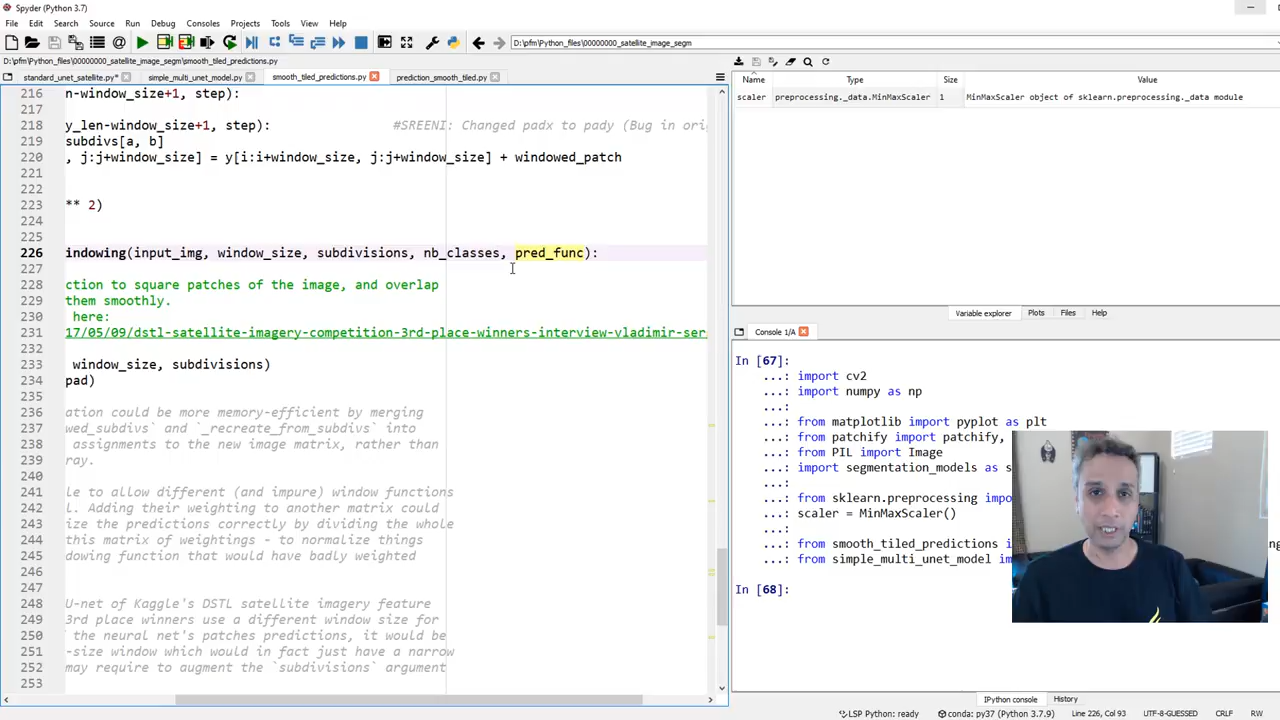 Spyder (Python 3.7)
File Edit Search Source Run Debug Consoles Projects Tools View Help
D:\pfm\Python_files\00000000_satellite_image_segm
D:\pfm\Python_files\00000000_satellite_image_segm\smooth_tiled_predictions.py
standard_unet_satellite.py* simple_multi_unet_model.py smooth_tiled_predictions.py prediction_smooth_tiled.py
216 n-window_size+1, step):
217
218 y_len-window_size+1, step): #SREENI: Changed padx to pady (Bug in ori
219 subdivs[a, b]
220 , j:j+window_size] = y[i:i+window_size, j:j+window_size] + windowed_patch
221
222
223 ** 2)
224
225
226 indowing(input_img, window_size, subdivisions, nb_classes, pred_func):
227
228 ction to square patches of the image, and overlap
229 them smoothly.
230 here:
231 17/05/09/dstl-satellite-imagery-competition-3rd-place-winners-interview-vladimir-ser
232
233 window_size, subdivisions)
234 pad)
235
236 ation could be more memory-efficient by merging
237 wed_subdivs` and `_recreate_from_subdivs` into
238 assignments to the new image matrix, rather than
239 ray.
240
241 le to allow different (and impure) window functions
242 l. Adding their weighting to another matrix could
243 ize the predictions correctly by dividing the whole
244 this matrix of weightings - to normalize things
245 dowing function that would have badly weighted
246
247
248 U-net of Kaggle's DSTL satellite imagery feature
249 3rd place winners use a different window size for
250 the neural net's patches predictions, it would be
251 -size window which would in fact just have a narrow
252 may require to augment the `subdivisions` argument
253
Name Type Size Value
scaler preprocessing._data.MinMaxScaler 1 MinMaxScaler object of sklearn.preprocessing._data module
Variable explorer Plots Files Help
Console 1/A
In [67]:
...: import cv2
...: import numpy as np
...:
...: from matplotlib import pyplot as plt
...: from patchify import patchify,
...: from PIL import Image
...: import segmentation_models as s
...:
...: from sklearn.preprocessing impo
...: scaler = MinMaxScaler()
...:
...: from smooth_tiled_predictions i ng
...: from simple_multi_unet_model im
In [68]:
IPython console History
LSP Python: ready conda: py37 (Python 3.7.9) Line 226, Col 93 UTF-8-GUESSED CRLF RW